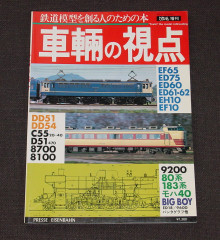 鉄道模型を創る人のための本
車輌の視点
EF65
ED75
ED60
ED61-62
EH10
EF10
DD51
DD54
C55
D51
8700
8100
9200
80系
183系
モハ40
BIG BOY
PRESSE EISENBAHN